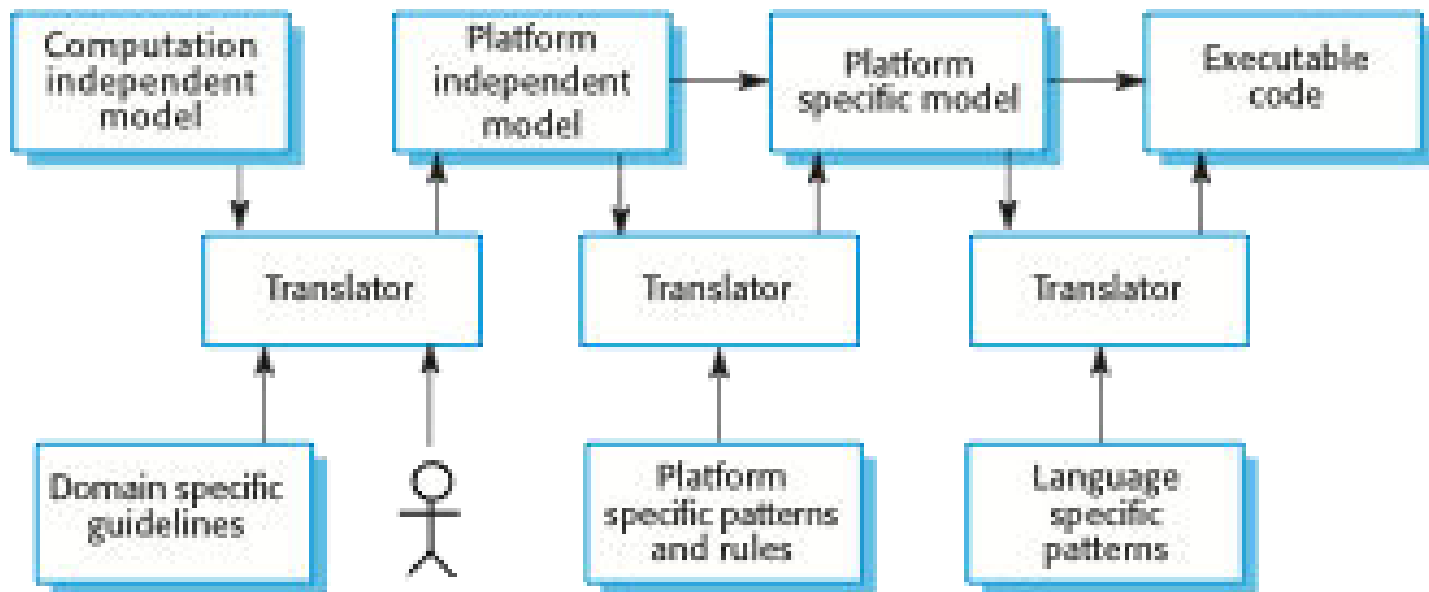 Computation
independent
model
Platform
independent
model
Platform
specific model
Executable
code
Translator
Translator
Translator
Domain specific
guidelines
Platform
specific patterns
and rules
Language
specific
patterns